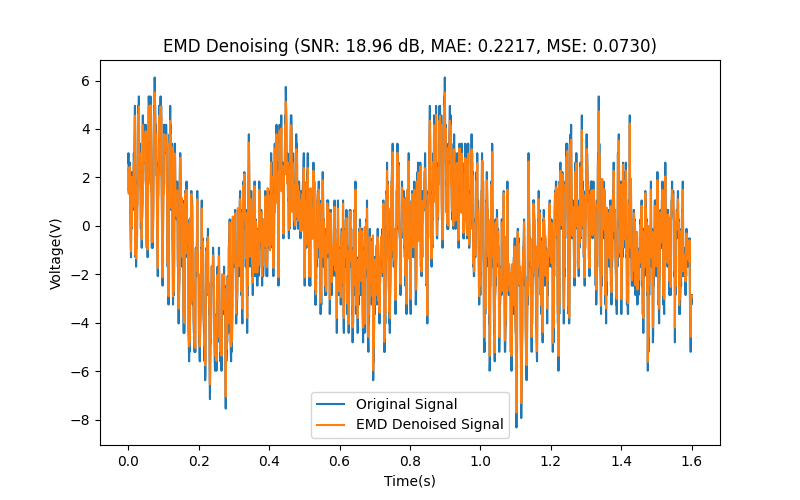 EMD Denoising (SNR: 18.96 dB, MAE: 0.2217, MSE: 0.0730)
6
4
2
0
−2
−4
−6
−8
Voltage(V)
Original Signal
EMD Denoised Signal
0.0 0.2 0.4 0.6 0.8 1.0 1.2 1.4 1.6
Time(s)